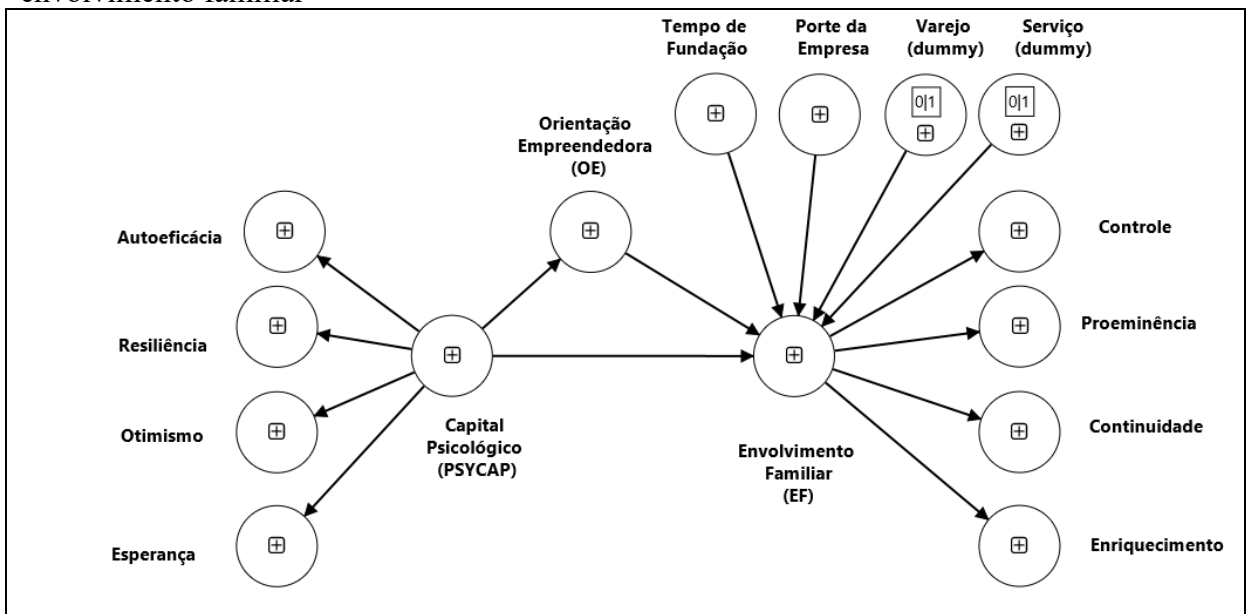 envolvimento familiar
Tempo de
Fundação
Porte da
Empresa
Varejo
(dummy)
Serviço
(dummy)
0|1
0|1
Orientação
Empreendedora
(OE)
Autoeficácia
Controle
Resiliência
Proeminência
Otimismo
Capital
Psicológico
(PSYCAP)
Envolvimento
Familiar
(EF)
Continuidade
Esperança
Enriquecimento